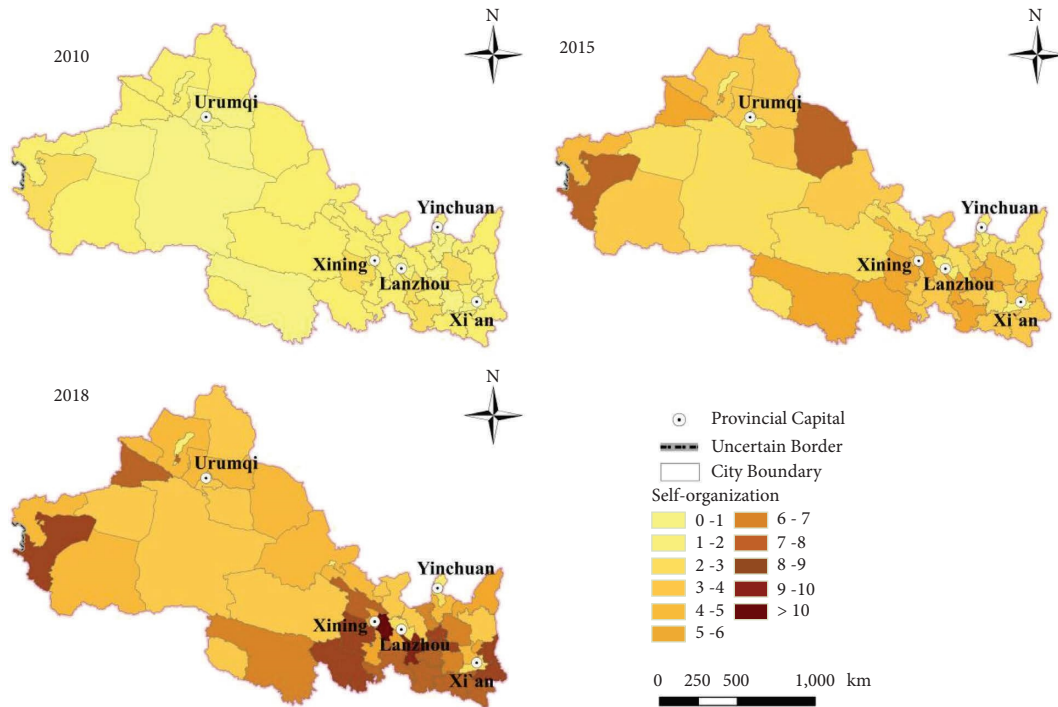 N
2010
Urumqi
Yinchuan
Xining
Lanzhou
Xi`an
N
2015
Urumqi
Yinchuan
Xining
Lanzhou
Xi`an
N
2018
Urumqi
Yinchuan
Xining
Lanzhou
Xi`an
Provincial Capital
Uncertain Border
City Boundary
Self-organization
0 -1
1 -2
2 -3
3 -4
4 -5
5 -6
6 - 7
7 - 8
8 - 9
9 -10
> 10
0 250 500 1,000 km